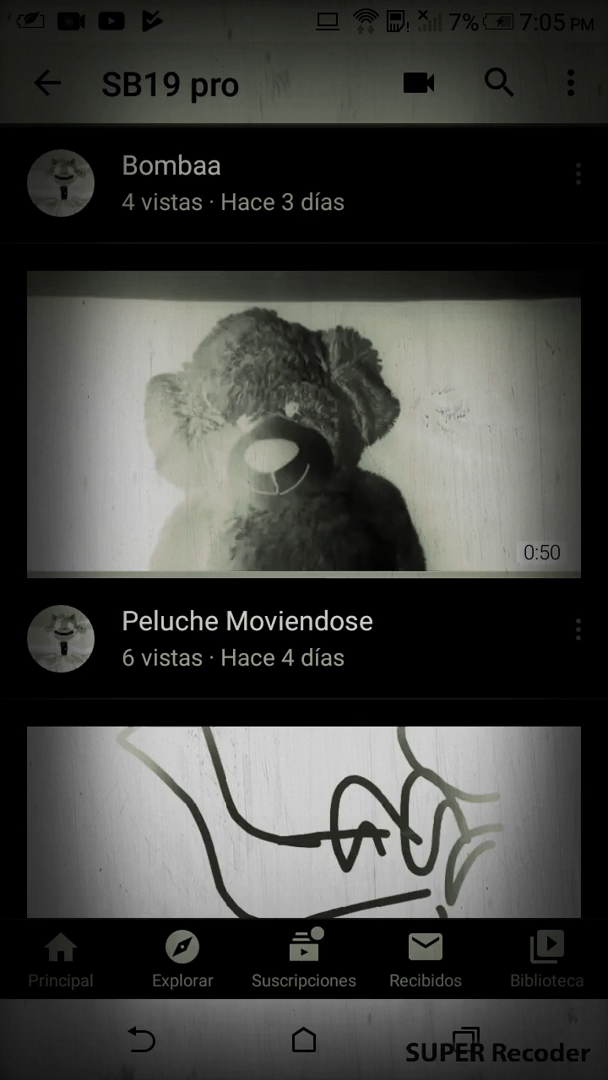 7% 7:05 PM
SB19 pro
Bombaa
4 vistas · Hace 3 días
0:50
Peluche Moviendose
6 vistas · Hace 4 días
Principal Explorar Suscripciones Recibidos Biblioteca
SUPER Recoder